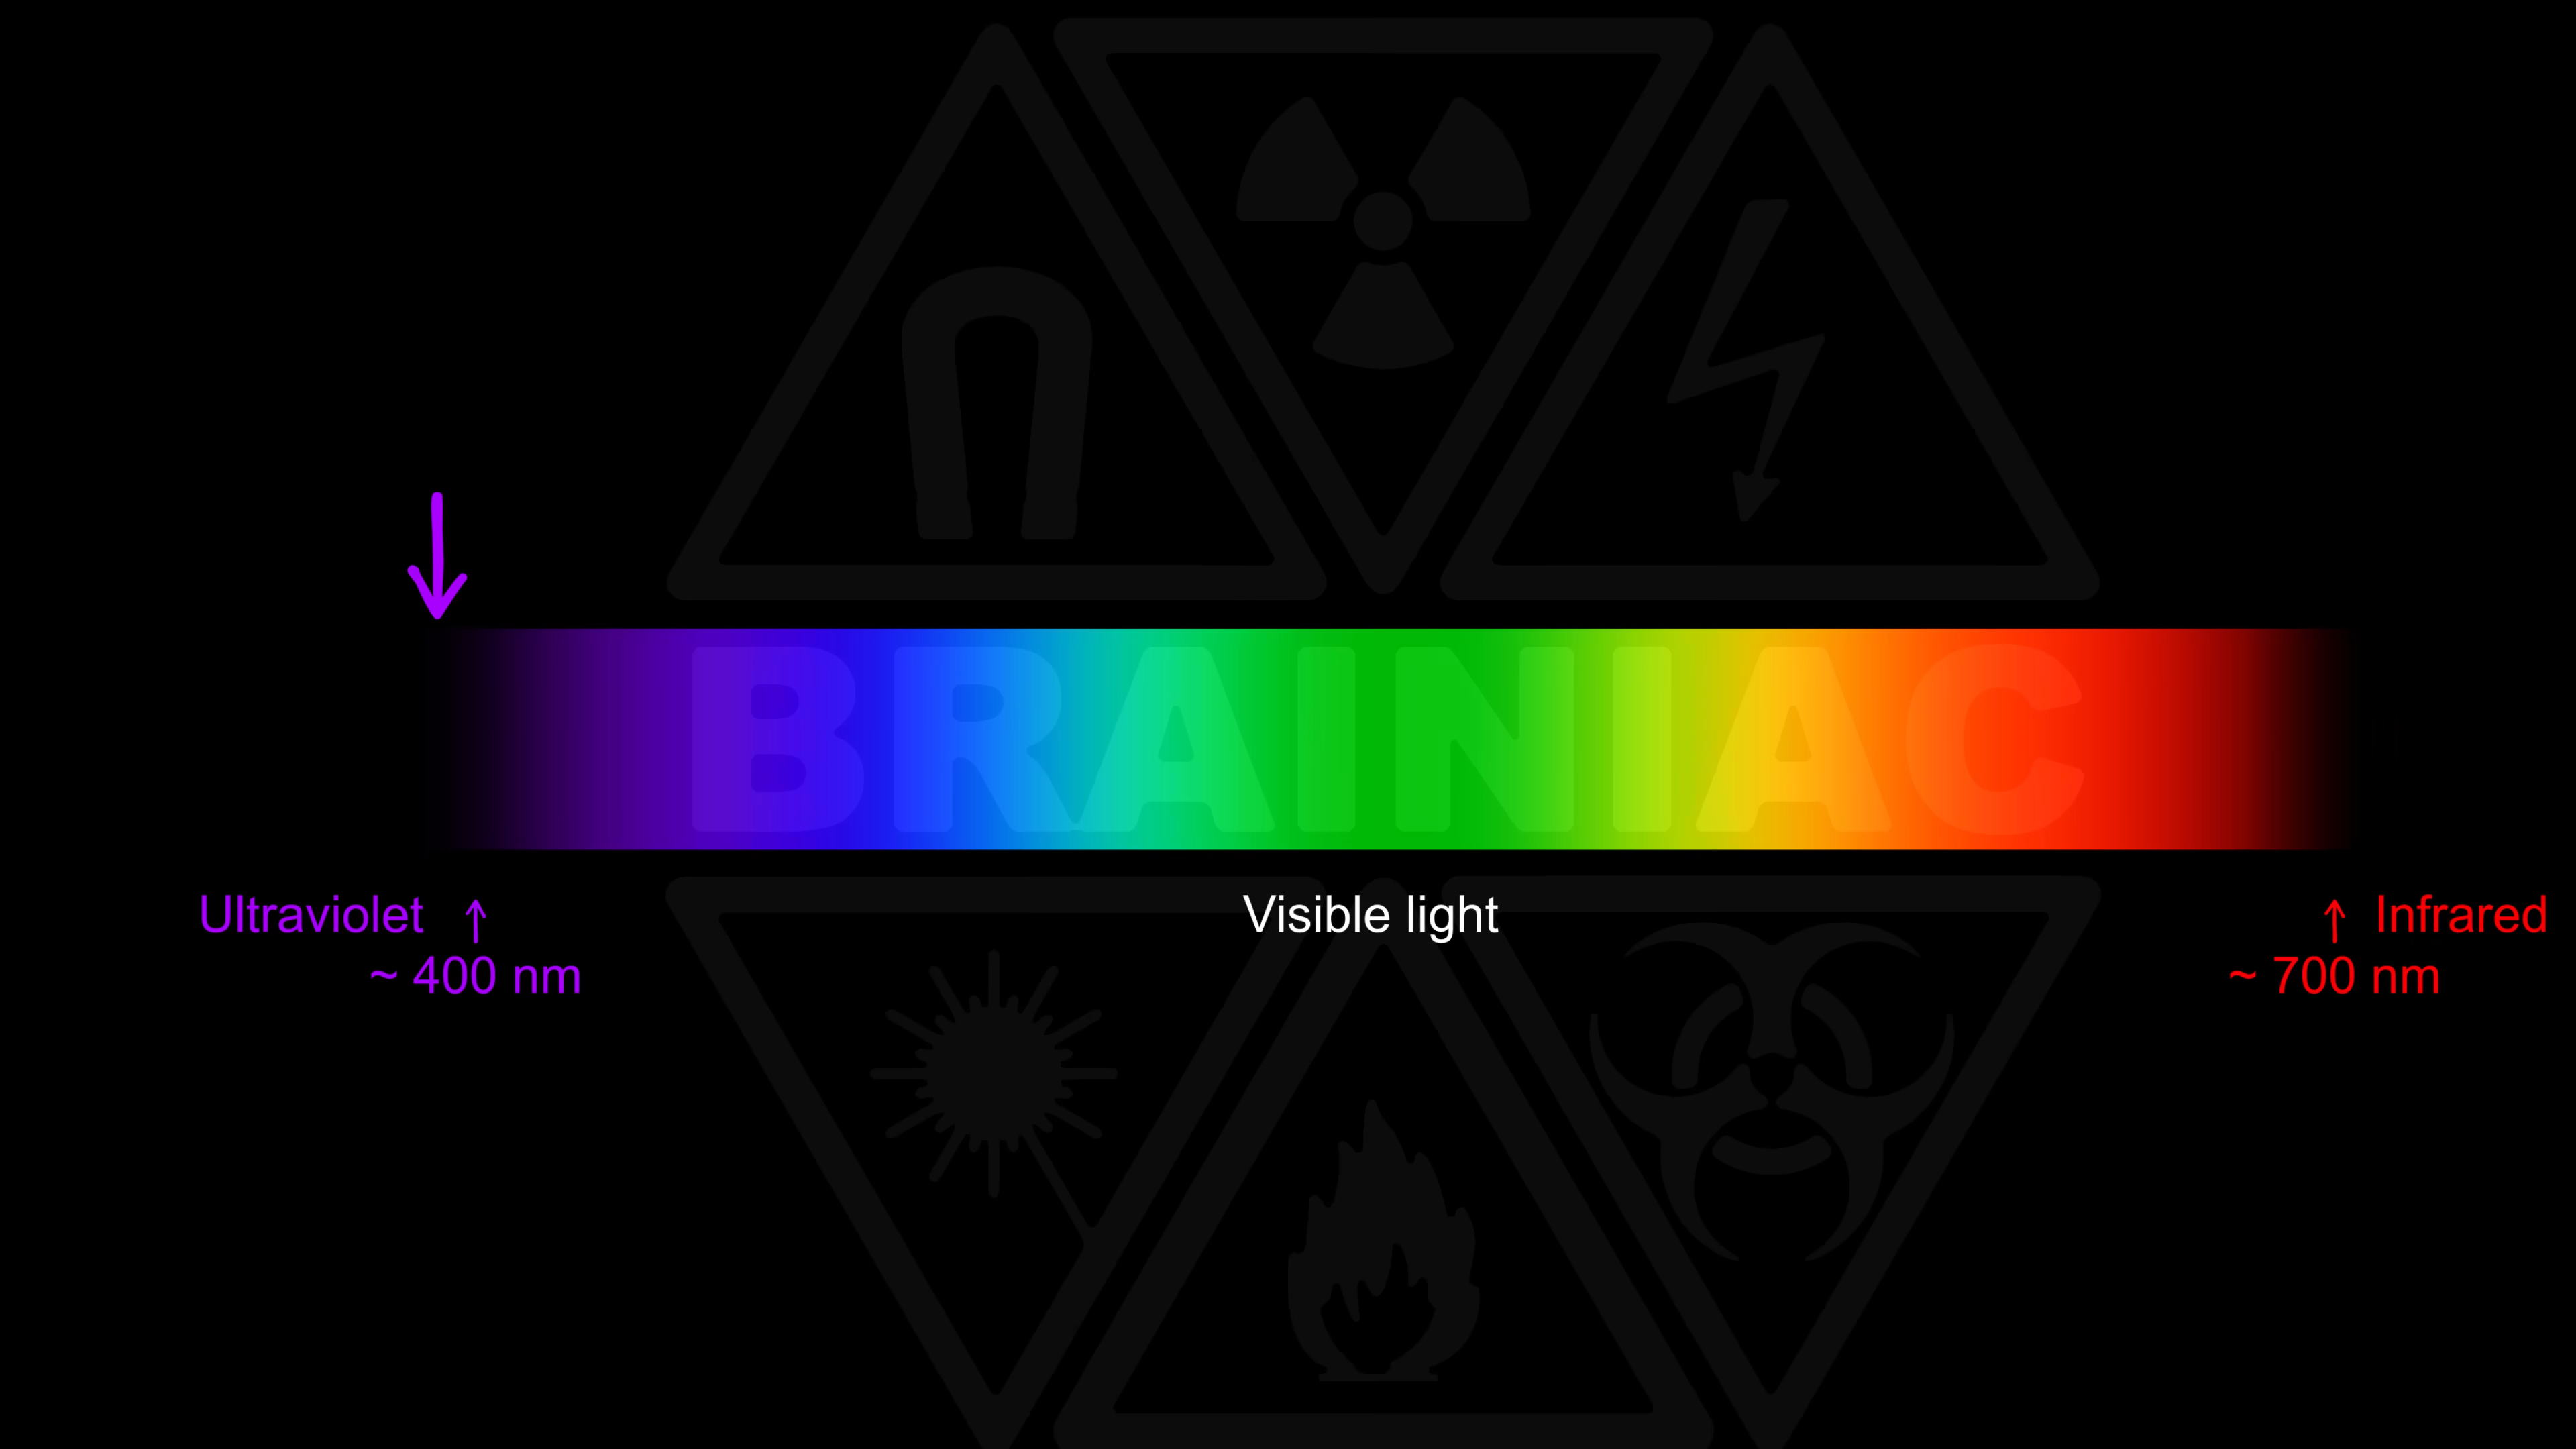 BRAINIAC
Ultraviolet ↑ Visible light ↑ Infrared
~ 400 nm ~ 700 nm